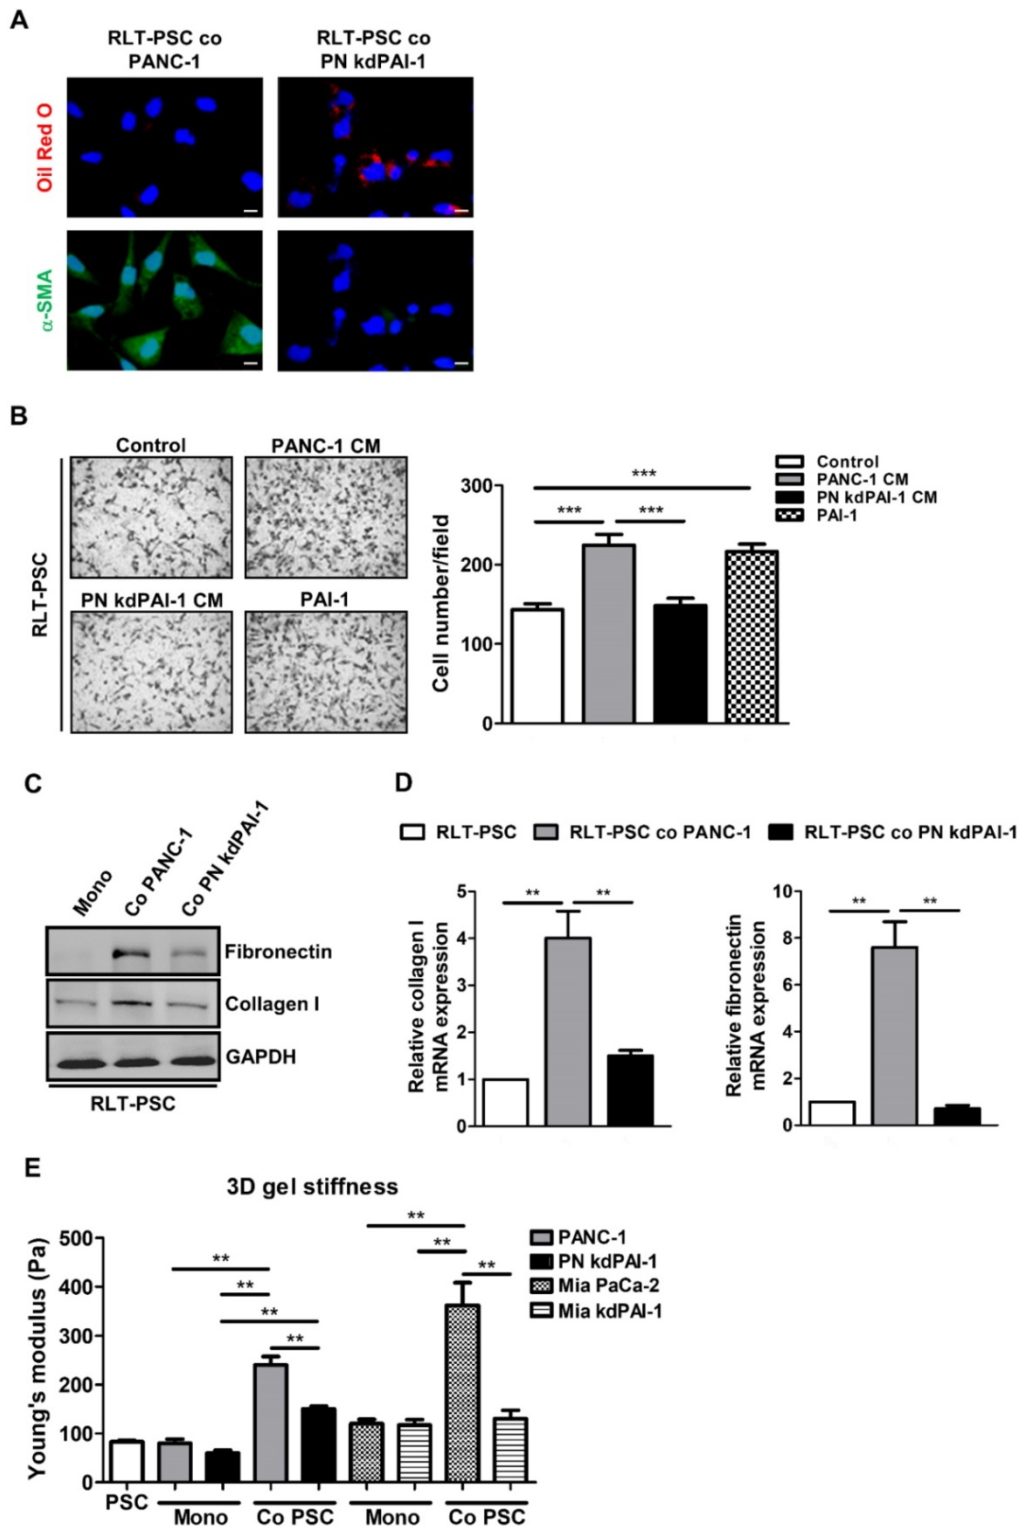 A
RLT-PSC co
PANC-1
RLT-PSC co
PN kdPAI-1
Oil Red O
α-SMA
B
RLT-PSC
Control
PANC-1 CM
PN kdPAI-1 CM
PAI-1
Cell number/field
300
200
100
0
***
***
***
Control
PANC-1 CM
PN kdPAI-1 CM
PAI-1
C
Mono
Co PANC-1
Co PN kdPAI-1
Fibronectin
Collagen I
GAPDH
RLT-PSC
D
RLT-PSC
RLT-PSC co PANC-1
RLT-PSC co PN kdPAI-1
Relative collagen I
mRNA expression
5
4
3
2
1
0
**
**
Relative fibronectin
mRNA expression
10
8
6
4
2
0
**
**
E
3D gel stiffness
Young's modulus (Pa)
500
400
300
200
100
0
**
**
**
**
**
**
**
PANC-1
PN kdPAI-1
Mia PaCa-2
Mia kdPAI-1
PSC
Mono
Co PSC
Mono
Co PSC